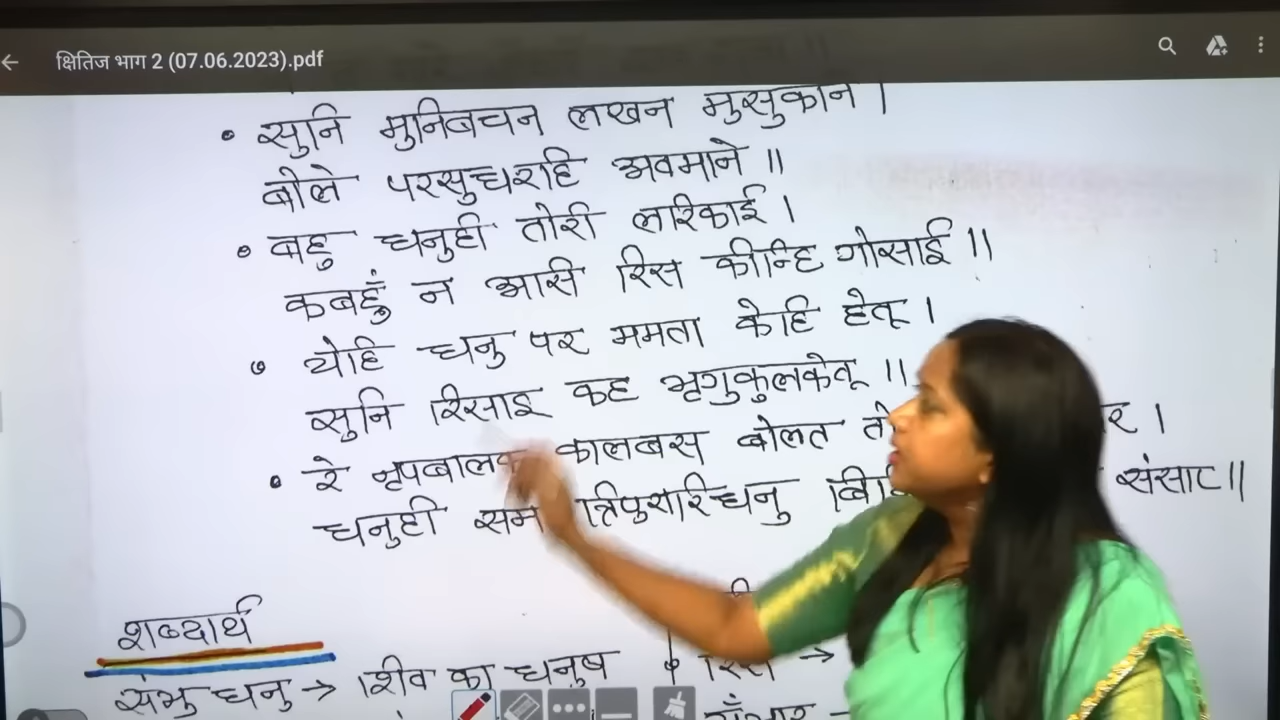 क्षितिज भाग 2 (07.06.2023).pdf
• सुनि मुनिबचन लखन मुसुकाने ।
बोले परसुधरहि अवमाने ॥
• बहु धनुही तोरी लरिकाई ।
कबहुँ न असि रिस कीन्हि गोसाईं ॥
• येहि धनु पर ममता केहि हेतू ।
सुनि रिसाइ कह भृगुकुलकेतू ॥
• रे नृपबालक कालबस बोलत
धनुही सम त्रिपुरारिधनु संसार ॥
शब्दार्थ
संभु धनु → शिव का धनुष
रिस →